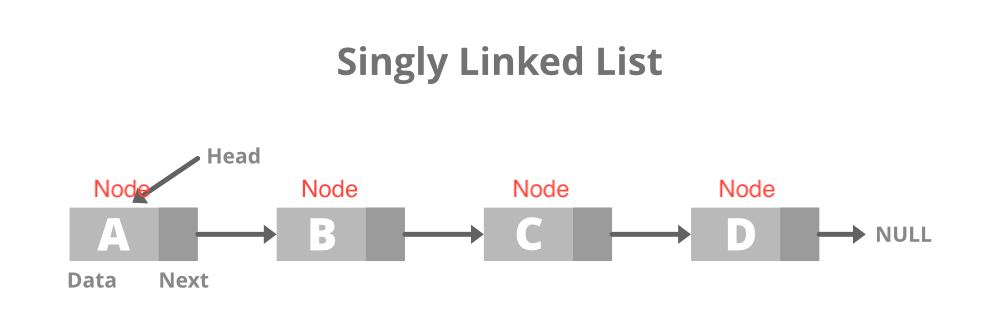 Singly Linked List
Head
Node Node Node Node
A B C D NULL
Data Next